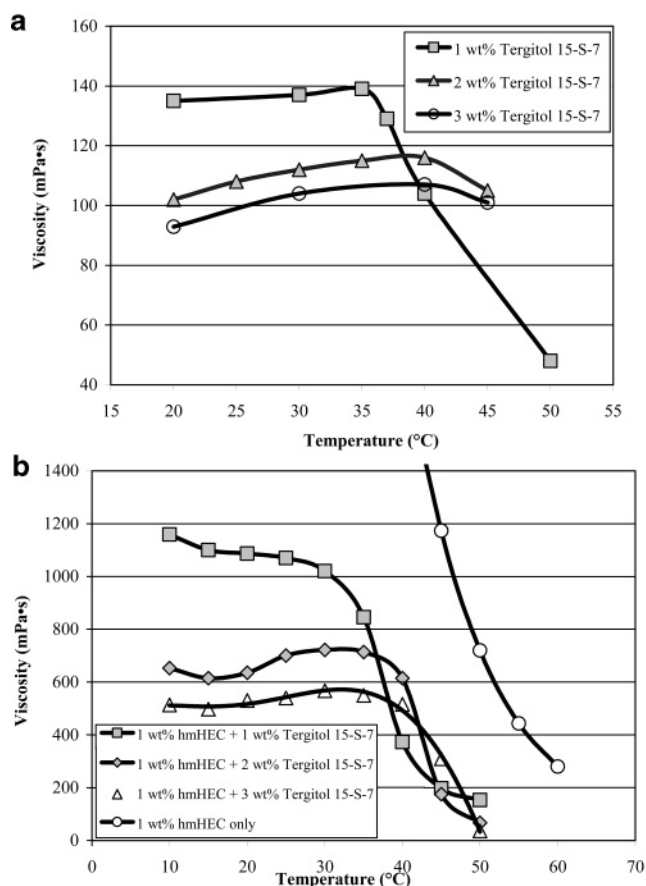 a
160
140
120
100
80
60
40
Viscosity (mPa•s)
1 wt% Tergitol 15-S-7
2 wt% Tergitol 15-S-7
3 wt% Tergitol 15-S-7
15 20 25 30 35 40 45 50 55
Temperature (°C)
b
1400
1200
1000
800
600
400
200
0
Viscosity (mPa•s)
1 wt% hmHEC + 1 wt% Tergitol 15-S-7
1 wt% hmHEC + 2 wt% Tergitol 15-S-7
1 wt% hmHEC + 3 wt% Tergitol 15-S-7
1 wt% hmHEC only
0 10 20 30 40 50 60 70
Temperature (°C)